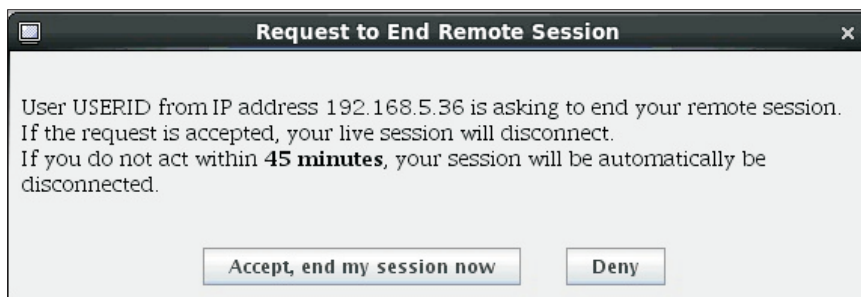 Request to End Remote Session
User USERID from IP address 192.168.5.36 is asking to end your remote session.
If the request is accepted, your live session will disconnect.
If you do not act within 45 minutes, your session will be automatically be
disconnected.
Accept, end my session now
Deny